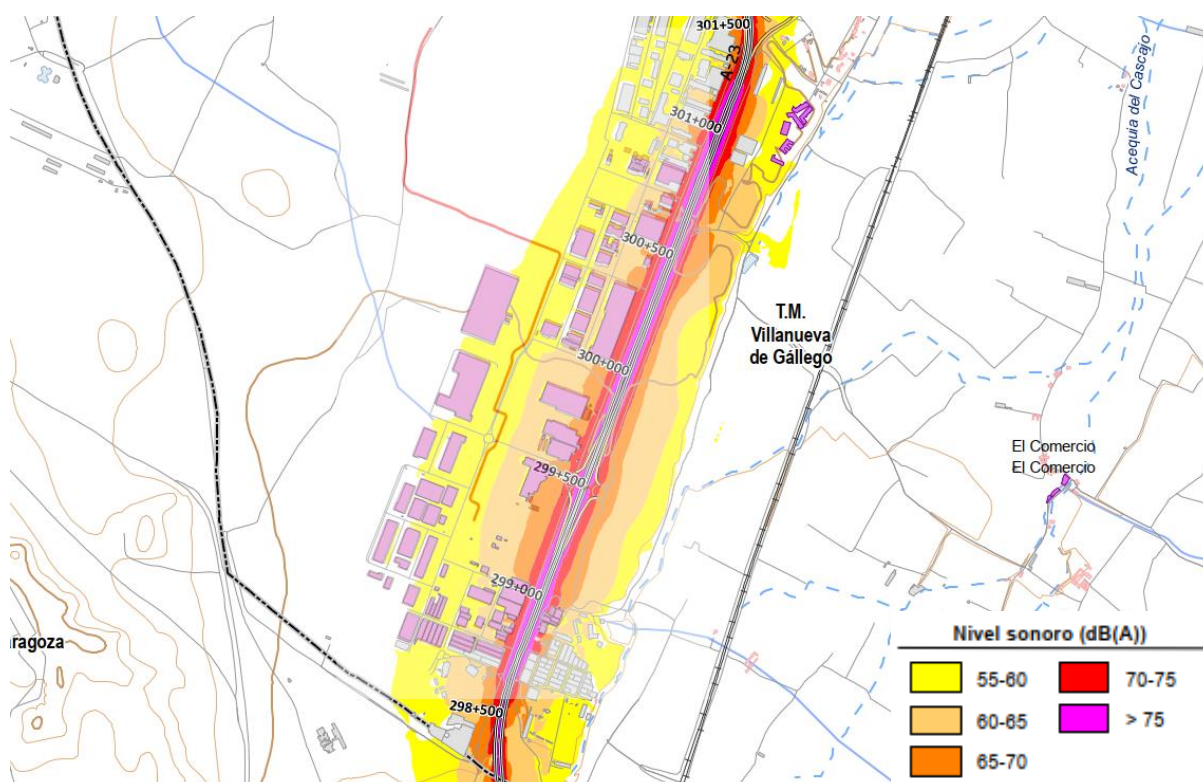 301+500
A-23
301+000
Acequia del Cascajo
300+500
T.M.
Villanueva
de Gállego
300+000
El Comercio
El Comercio
299+500
299+000
aragoza
298+500
Nivel sonoro (dB(A))
55-60
70-75
60-65
> 75
65-70